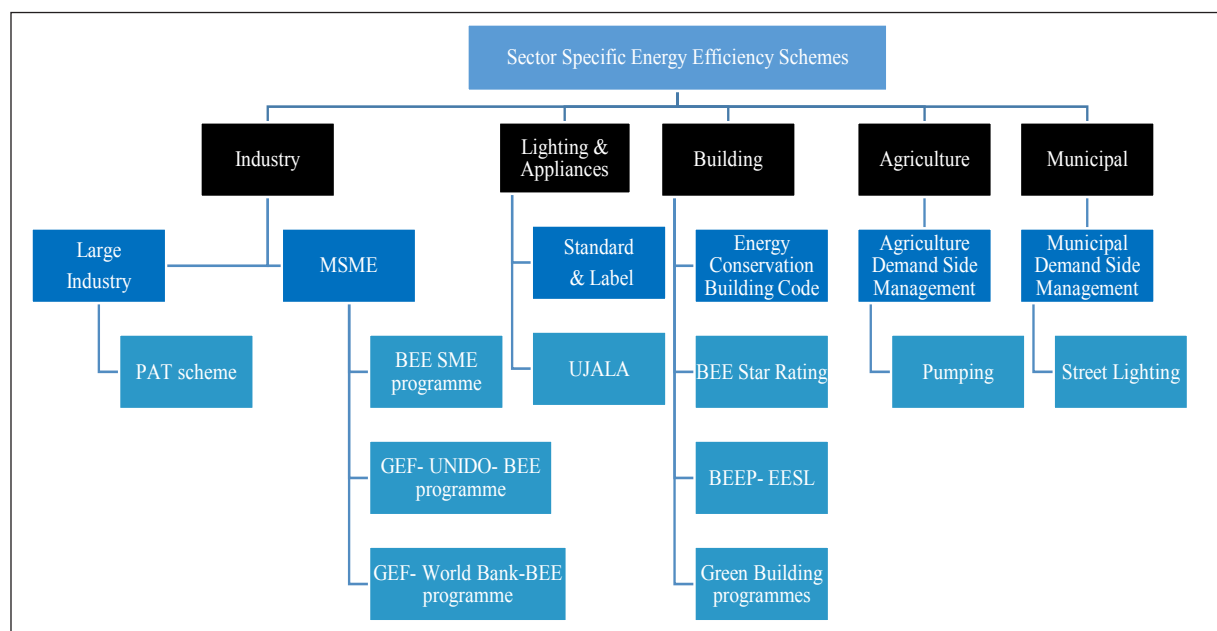 Sector Specific Energy Efficiency Schemes
Industry
Lighting &
Appliances
Building
Agriculture
Municipal
Large
Industry
MSME
Standard
& Label
Energy
Conservation
Building Code
Agriculture
Demand Side
Management
Municipal
Demand Side
Management
PAT scheme
BEE SME
programme
UJALA
BEE Star Rating
Pumping
Street Lighting
GEF- UNIDO- BEE
programme
BEEP- EESL
GEF- World Bank-BEE
programme
Green Building
programmes